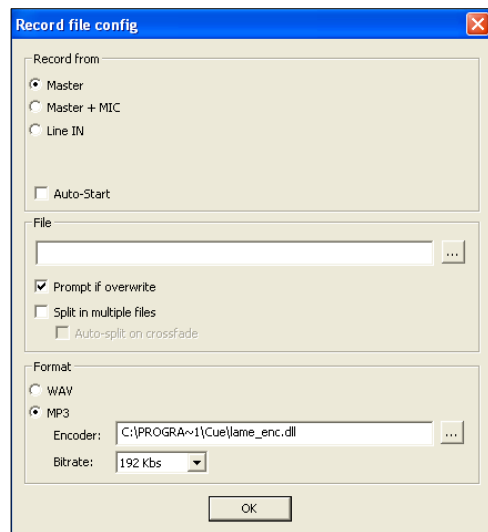 Record file config
Record from
Master
Master + MIC
Line IN
Auto-Start
File
...
Prompt if overwrite
Split in multiple files
Auto-split on crossfade
Format
WAV
MP3
Encoder: C:\PROGRA~1\Cue\lame_enc.dll ...
Bitrate: 192 Kbs
OK